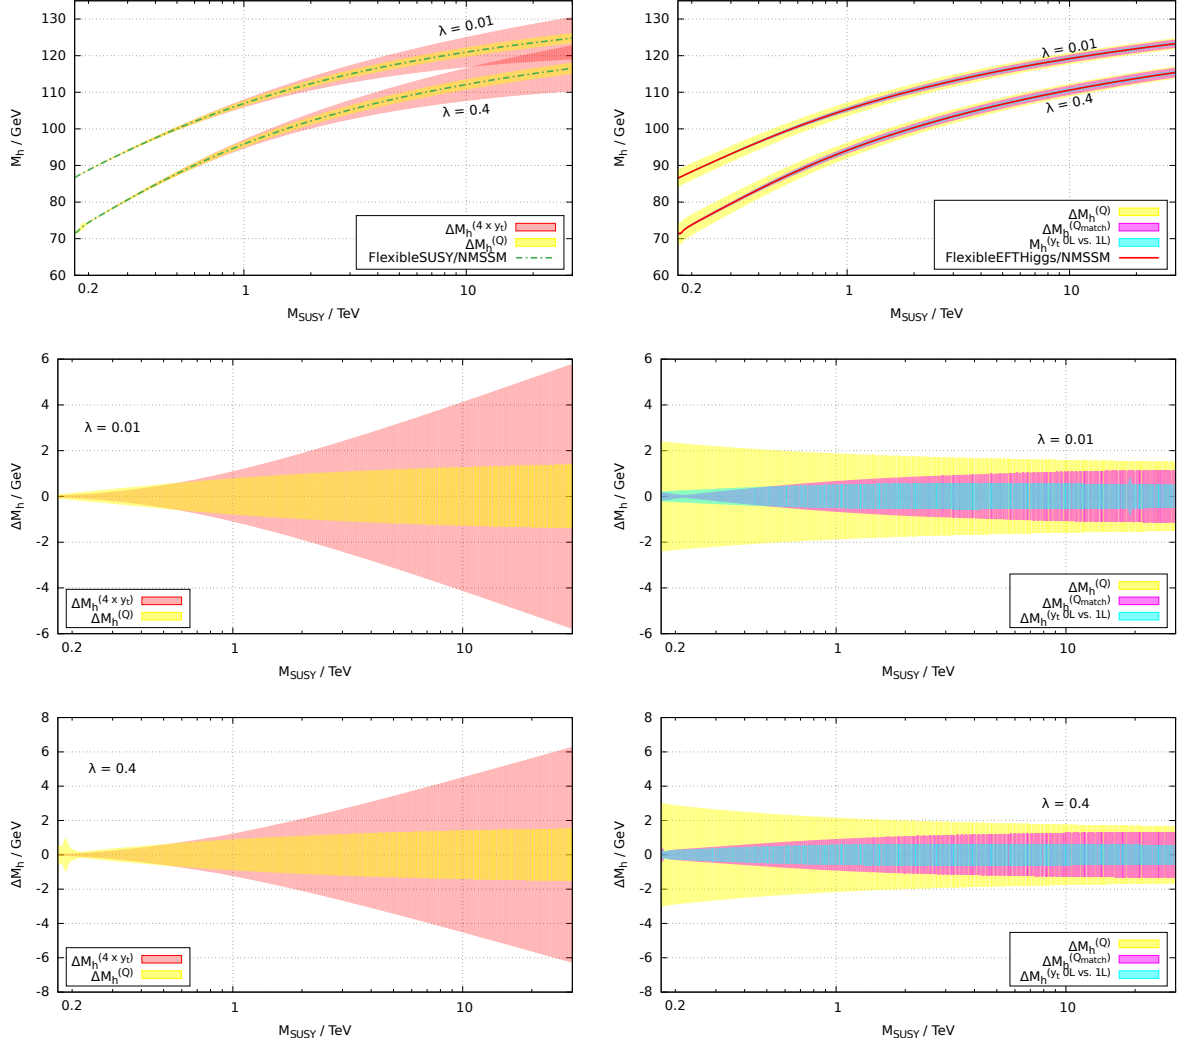 130
120
110
100
90
80
70
60
M_h / GeV
λ = 0.01
λ = 0.4
ΔM_h^(4 x y_t)
ΔM_h^(Q)
FlexibleSUSY/NMSSM
0.2 1 10
M_SUSY / TeV
130
120
110
100
90
80
70
60
M_h / GeV
λ = 0.01
λ = 0.4
ΔM_h^(Q)
ΔM_h^(Q_match)
M_h^(y_t 0L vs. 1L)
FlexibleEFTHiggs/NMSSM
0.2 1 10
M_SUSY / TeV
6
4
2
0
-2
-4
-6
ΔM_h / GeV
λ = 0.01
ΔM_h^(4 x y_t)
ΔM_h^(Q)
0.2 1 10
M_SUSY / TeV
6
4
2
0
-2
-4
-6
ΔM_h / GeV
λ = 0.01
ΔM_h^(Q)
ΔM_h^(Q_match)
ΔM_h^(y_t 0L vs. 1L)
0.2 1 10
M_SUSY / TeV
8
6
4
2
0
-2
-4
-6
-8
ΔM_h / GeV
λ = 0.4
ΔM_h^(4 x y_t)
ΔM_h^(Q)
0.2 1 10
M_SUSY / TeV
8
6
4
2
0
-2
-4
-6
-8
ΔM_h / GeV
λ = 0.4
ΔM_h^(Q)
ΔM_h^(Q_match)
ΔM_h^(y_t 0L vs. 1L)
0.2 1 10
M_SUSY / TeV